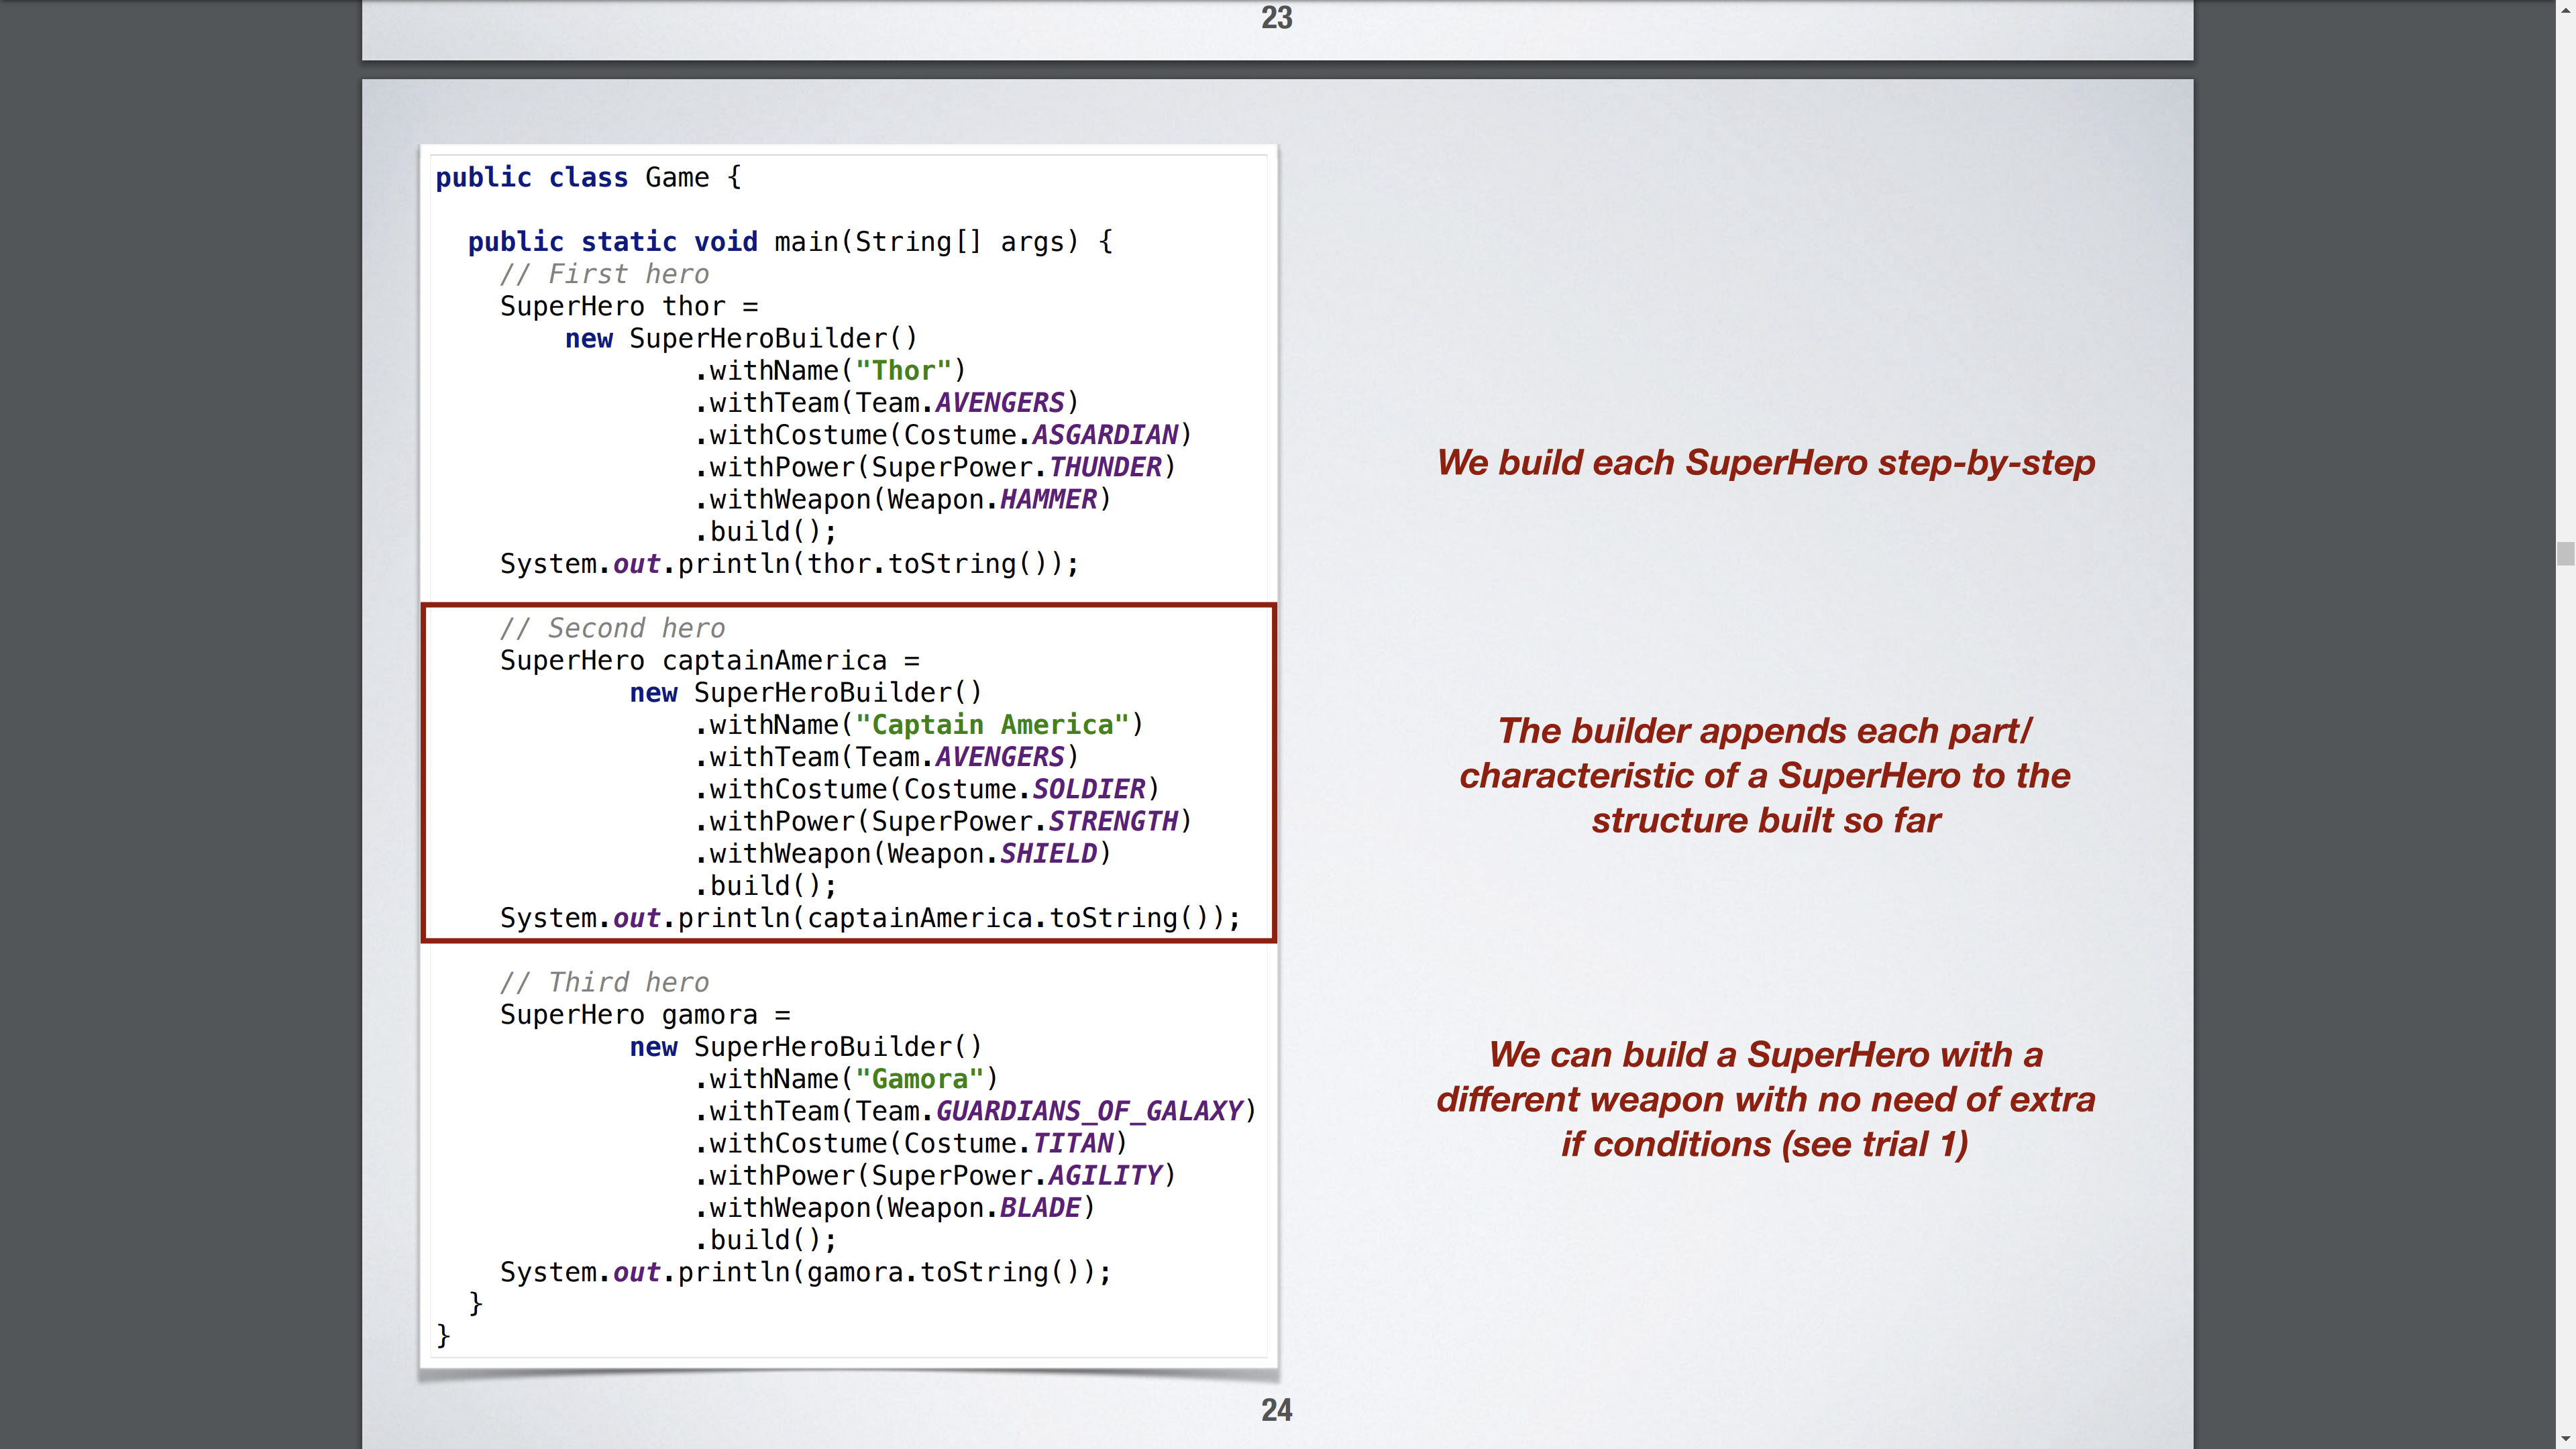 23
public class Game {
public static void main(String[] args) {
// First hero
SuperHero thor =
new SuperHeroBuilder()
.withName("Thor")
.withTeam(Team.AVENGERS)
.withCostume(Costume.ASGARDIAN)
.withPower(SuperPower.THUNDER)
.withWeapon(Weapon.HAMMER)
.build();
System.out.println(thor.toString());
// Second hero
SuperHero captainAmerica =
new SuperHeroBuilder()
.withName("Captain America")
.withTeam(Team.AVENGERS)
.withCostume(Costume.SOLDIER)
.withPower(SuperPower.STRENGTH)
.withWeapon(Weapon.SHIELD)
.build();
System.out.println(captainAmerica.toString());
// Third hero
SuperHero gamora =
new SuperHeroBuilder()
.withName("Gamora")
.withTeam(Team.GUARDIANS_OF_GALAXY)
.withCostume(Costume.TITAN)
.withPower(SuperPower.AGILITY)
.withWeapon(Weapon.BLADE)
.build();
System.out.println(gamora.toString());
}
}
We build each SuperHero step-by-step
The builder appends each part/
characteristic of a SuperHero to the
structure built so far
We can build a SuperHero with a
different weapon with no need of extra
if conditions (see trial 1)
24